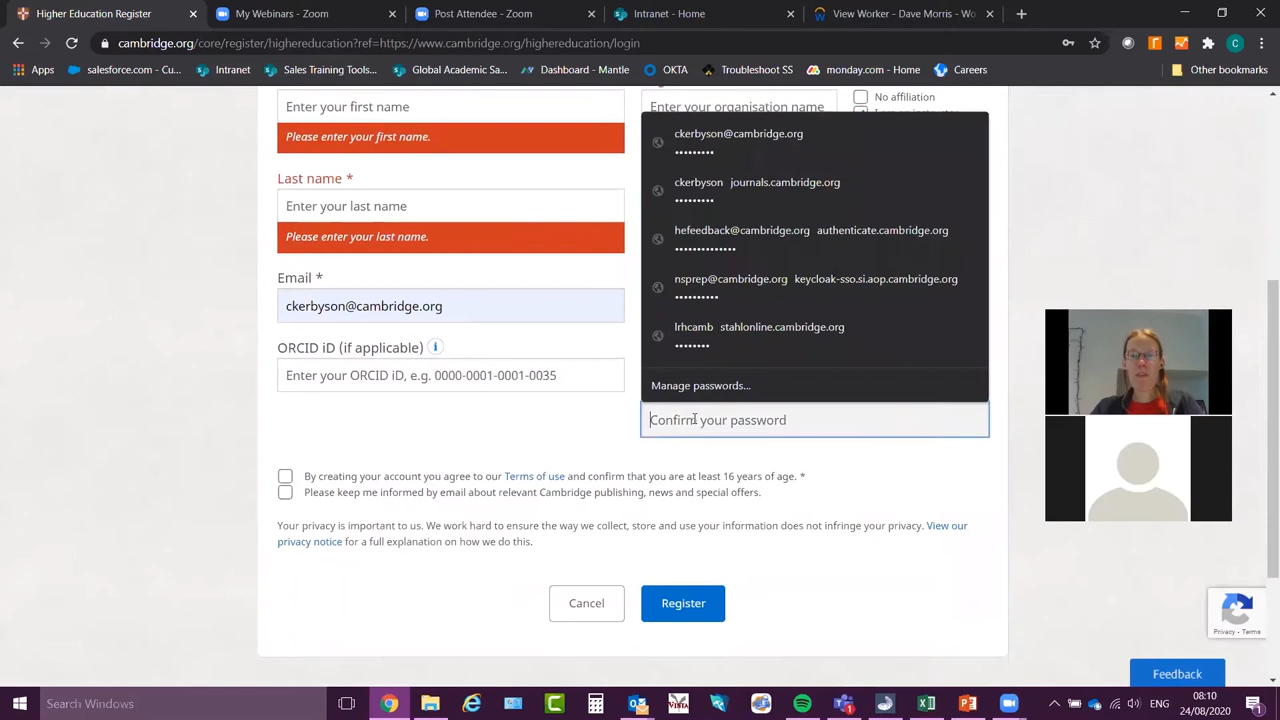 Higher Education Register
My Webinars - Zoom
Post Attendee - Zoom
Intranet - Home
View Worker - Dave Morris - Wo
cambridge.org/core/register/highereducation?ref=https://www.cambridge.org/highereducation/login
C
Apps
salesforce.com - Cu...
Intranet
Sales Training Tools...
Global Academic Sa...
Dashboard - Mantle
OKTA
Troubleshoot SS
monday.com - Home
Careers
Other bookmarks
Enter your first name
Enter your organisation name
No affiliation
Please enter your first name.
Last name *
Enter your last name
Please enter your last name.
Email *
ckerbyson@cambridge.org
ORCID iD (if applicable)
Enter your ORCID iD, e.g. 0000-0001-0001-0035
ckerbyson@cambridge.org
•••••••••
ckerbyson journals.cambridge.org
•••••••••
hefeedback@cambridge.org authenticate.cambridge.org
••••••••••••••
nsprep@cambridge.org keycloak-sso.si.aop.cambridge.org
••••••••••
lrhcamb stahlonline.cambridge.org
••••••••
Manage passwords...
Confirm your password
By creating your account you agree to our Terms of use and confirm that you are at least 16 years of age. *
Please keep me informed by email about relevant Cambridge publishing, news and special offers.
Your privacy is important to us. We work hard to ensure the way we collect, store and use your information does not infringe your privacy. View our
privacy notice for a full explanation on how we do this.
Cancel
Register
Privacy - Terms
Feedback
Search Windows
08:10
24/08/2020